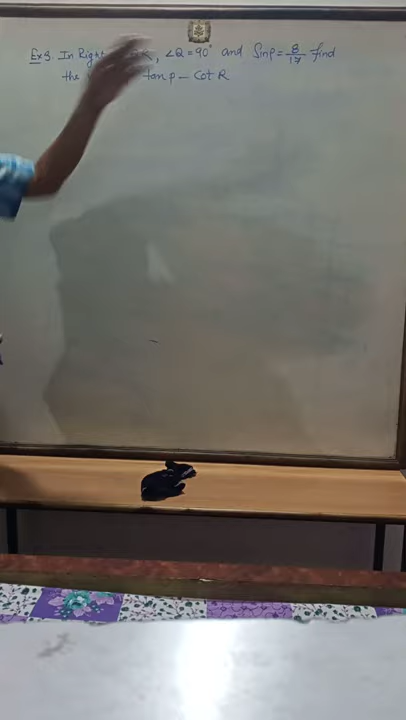 Ex3. In Right , ∠Q = 90° and Sin P = 8/17 find
the tan P − Cot R